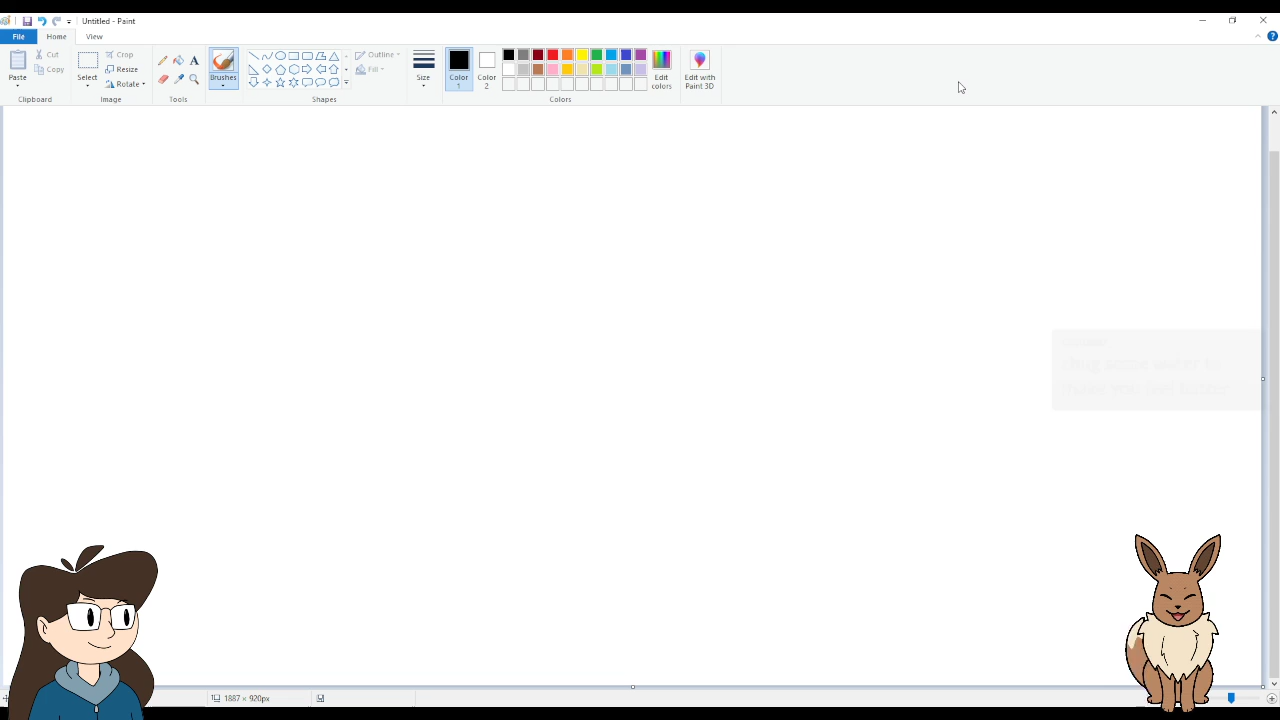 Untitled - Paint
File
Home
View
Paste
Cut
Copy
Clipboard
Select
Crop
Resize
Rotate
Image
Tools
Brushes
Shapes
Outline
Fill
Size
Color 1
Color 2
Colors
Edit colors
Edit with Paint 3D
1887 × 920px